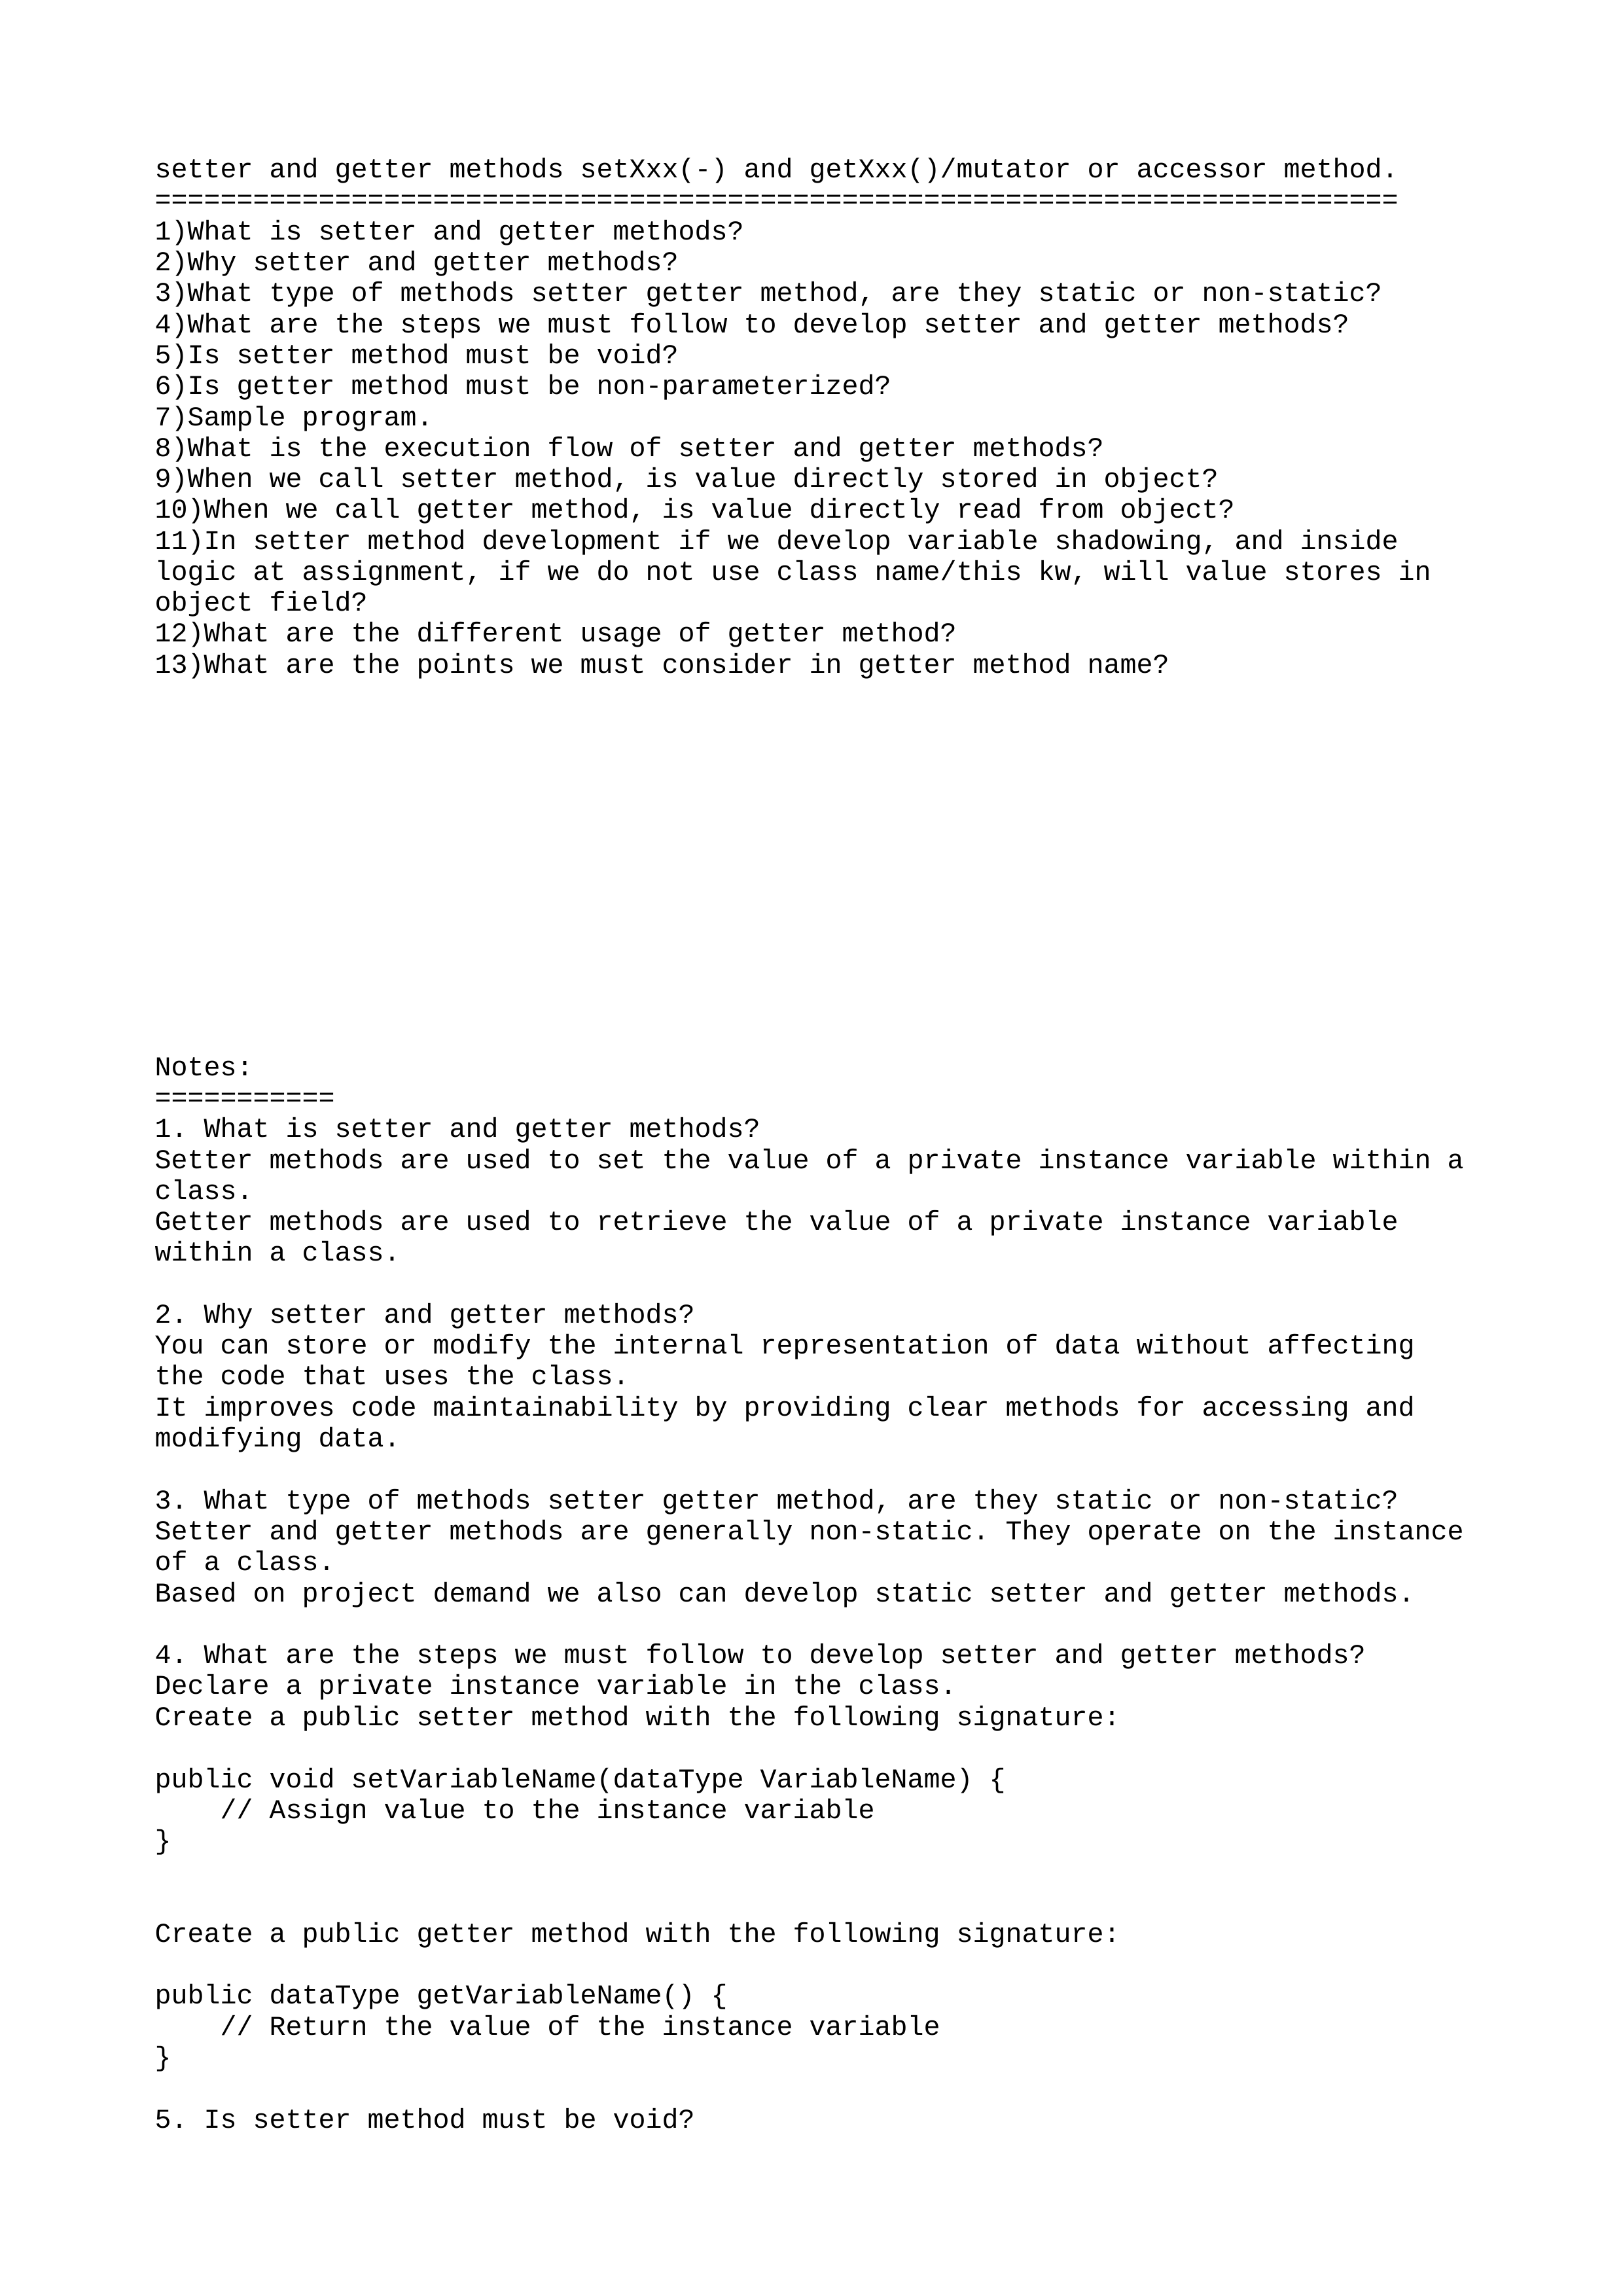 setter and getter methods setXxx(-) and getXxx()/mutator or accessor method.
============================================================================
1)What is setter and getter methods?
2)Why setter and getter methods?
3)What type of methods setter getter method, are they static or non-static?
4)What are the steps we must follow to develop setter and getter methods?
5)Is setter method must be void?
6)Is getter method must be non-parameterized?
7)Sample program.
8)What is the execution flow of setter and getter methods?
9)When we call setter method, is value directly stored in object?
10)When we call getter method, is value directly read from object?
11)In setter method development if we develop variable shadowing, and inside
logic at assignment, if we do not use class name/this kw, will value stores in
object field?
12)What are the different usage of getter method?
13)What are the points we must consider in getter method name?
Notes:
===========
1. What is setter and getter methods?
Setter methods are used to set the value of a private instance variable within a
class.
Getter methods are used to retrieve the value of a private instance variable
within a class.
2. Why setter and getter methods?
You can store or modify the internal representation of data without affecting
the code that uses the class.
It improves code maintainability by providing clear methods for accessing and
modifying data.
3. What type of methods setter getter method, are they static or non-static?
Setter and getter methods are generally non-static. They operate on the instance
of a class.
Based on project demand we also can develop static setter and getter methods.
4. What are the steps we must follow to develop setter and getter methods?
Declare a private instance variable in the class.
Create a public setter method with the following signature:
public void setVariableName(dataType VariableName) {
    // Assign value to the instance variable
}
Create a public getter method with the following signature:
public dataType getVariableName() {
    // Return the value of the instance variable
}
5. Is setter method must be void?